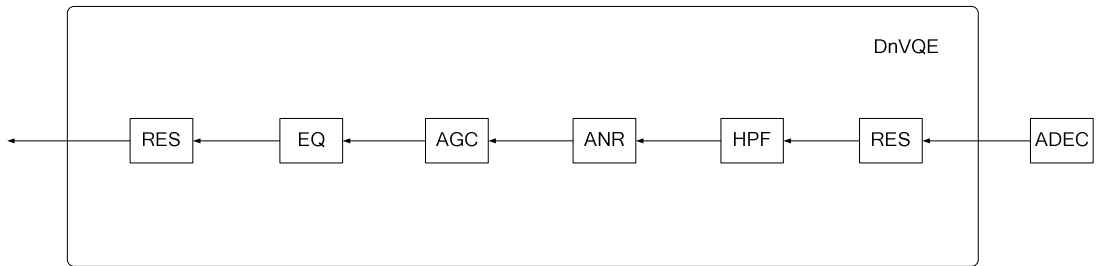 DnVQE
RES EQ AGC ANR HPF RES ADEC